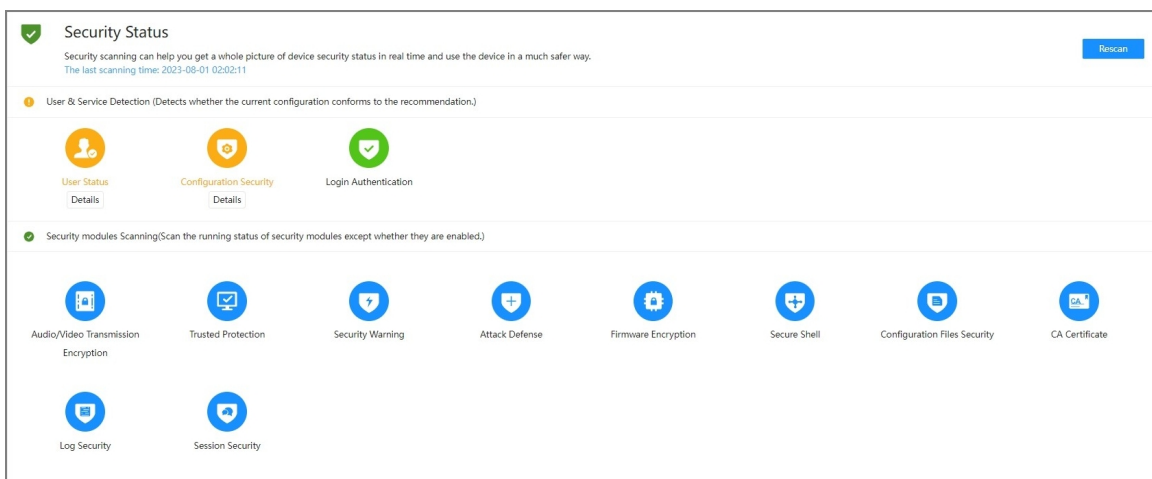 Security Status
Security scanning can help you get a whole picture of device security status in real time and use the device in a much safer way.
The last scanning time: 2023-08-01 02:02:11
Rescan
User & Service Detection (Detects whether the current configuration conforms to the recommendation.)
User Status
Configuration Security
Login Authentication
Details
Details
Security modules Scanning(Scan the running status of security modules except whether they are enabled.)
CA
Audio/Video Transmission
Encryption
Trusted Protection
Security Warning
Attack Defense
Firmware Encryption
Secure Shell
Configuration Files Security
CA Certificate
Log Security
Session Security